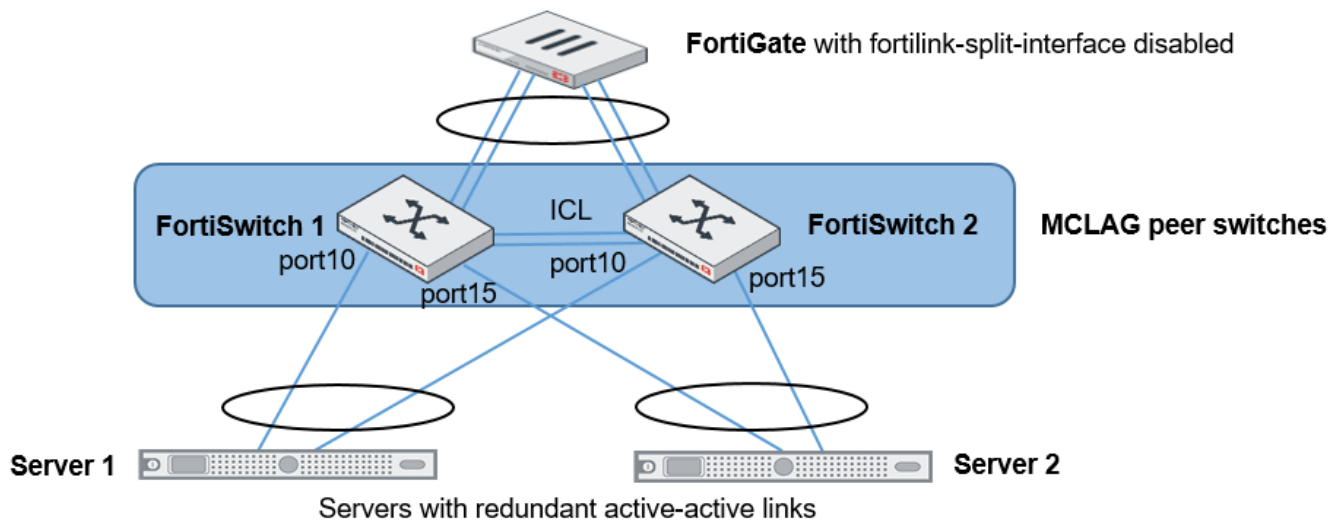 FortiGate with fortilink-split-interface disabled
FortiSwitch 1
ICL
FortiSwitch 2
MCLAG peer switches
port10
port10
port15
port15
Server 1
Server 2
Servers with redundant active-active links